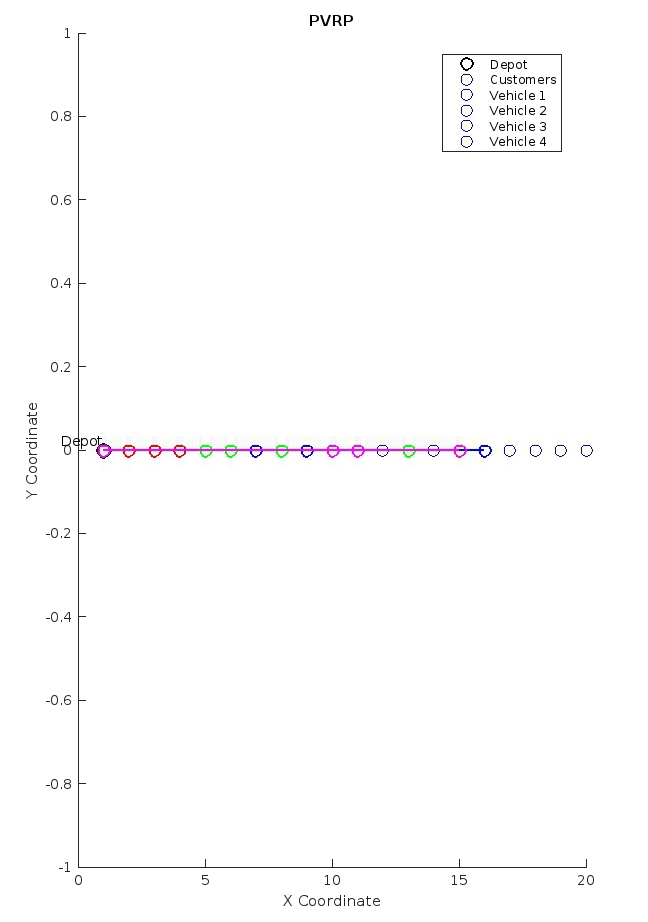 PVRP
1
Depot
Customers
Vehicle 1
Vehicle 2
Vehicle 3
Vehicle 4
0.8
0.6
0.4
0.2
Depot
0
-0.2
-0.4
-0.6
-0.8
-1
Y Coordinate
0 5 10 15 20
X Coordinate